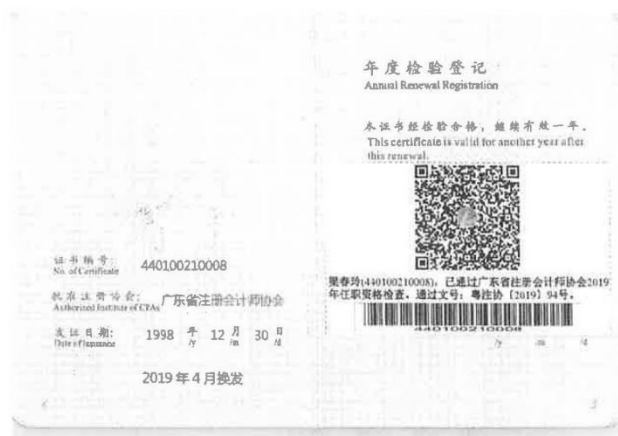 年度检验登记
Annual Renewal Registration
本证书经检验合格，继续有效一年。
This certificate is valid for another year after
this renewal.
证书编号：
No. of Certificate
440100210008
批准注册协会：
Authorized Institute of CPAs
广东省注册会计师协会
发证日期：
Date of Issuance
1998 年 12 月 30 日
/y /m /d
2019 年 4 月换发
梁春玲(440100210008)，已通过广东省注册会计师协会2019
年任职资格检查，通过文号：粤注协〔2019〕94号。
440100210008
/y /m /d
5